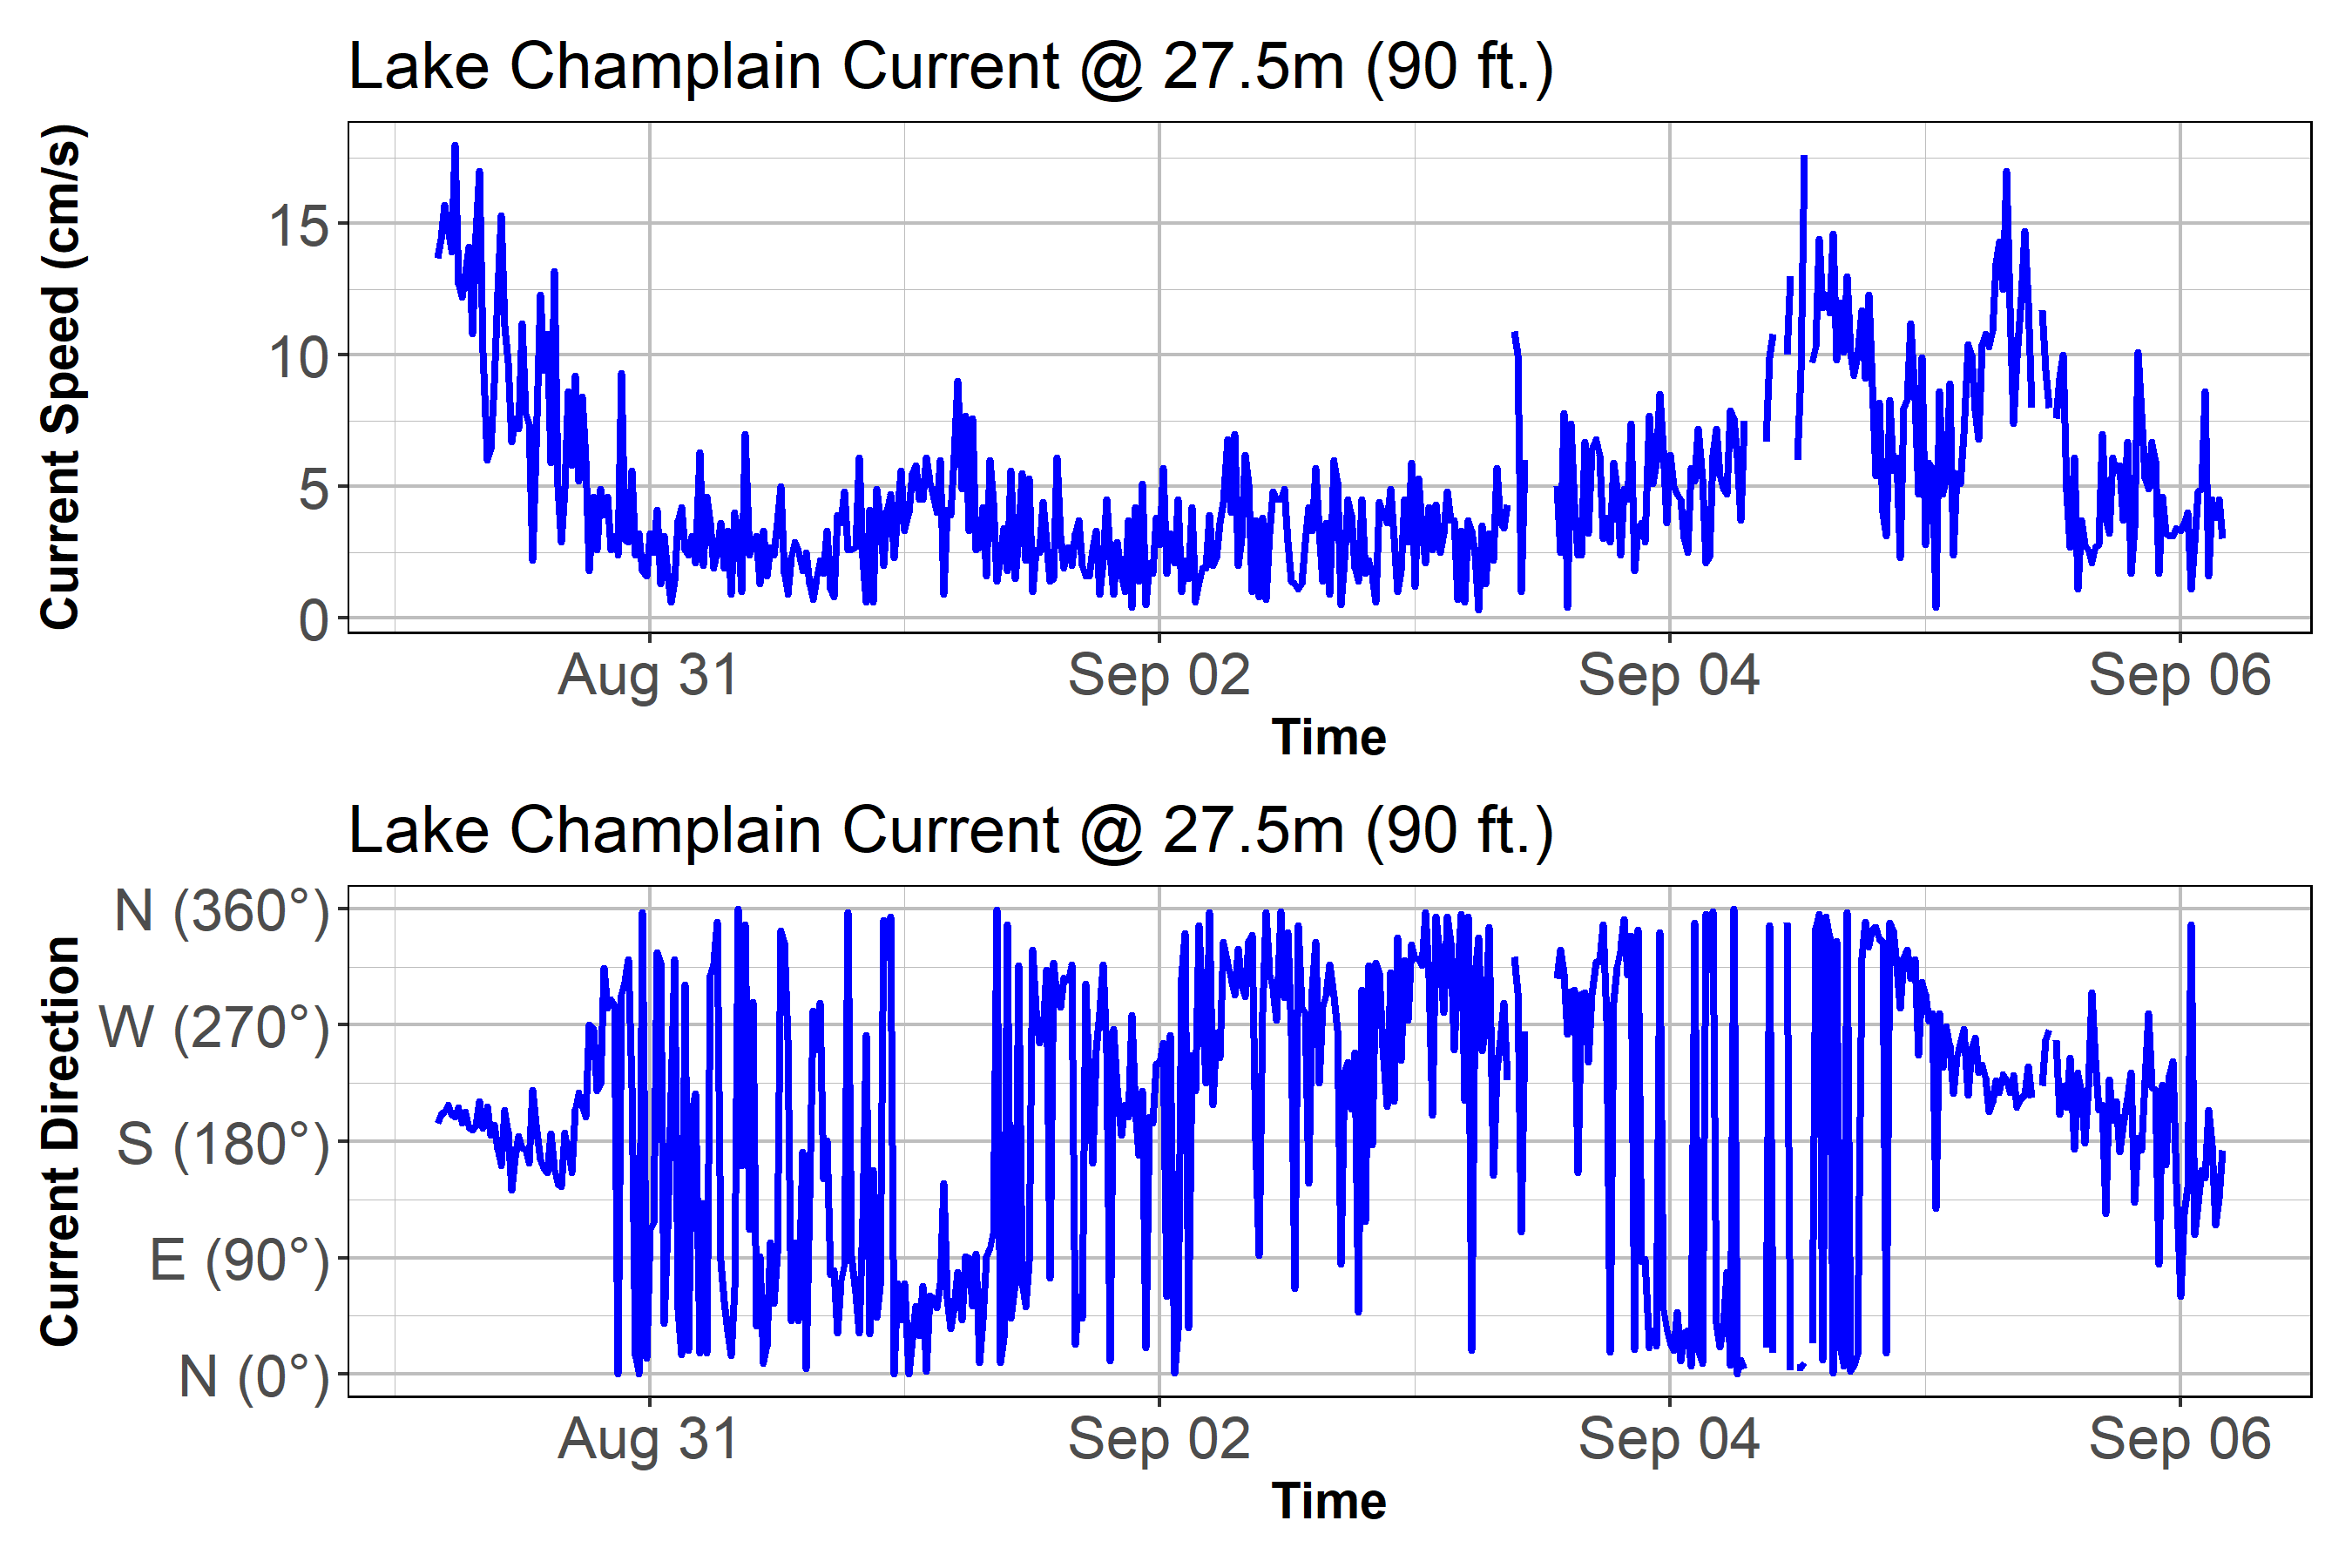 Lake Champlain Current @ 27.5m (90 ft.)
Current Speed (cm/s)
15
10
5
0
Aug 31 Sep 02 Sep 04 Sep 06
Time
Lake Champlain Current @ 27.5m (90 ft.)
Current Direction
N (360°)
W (270°)
S (180°)
E (90°)
N (0°)
Aug 31 Sep 02 Sep 04 Sep 06
Time